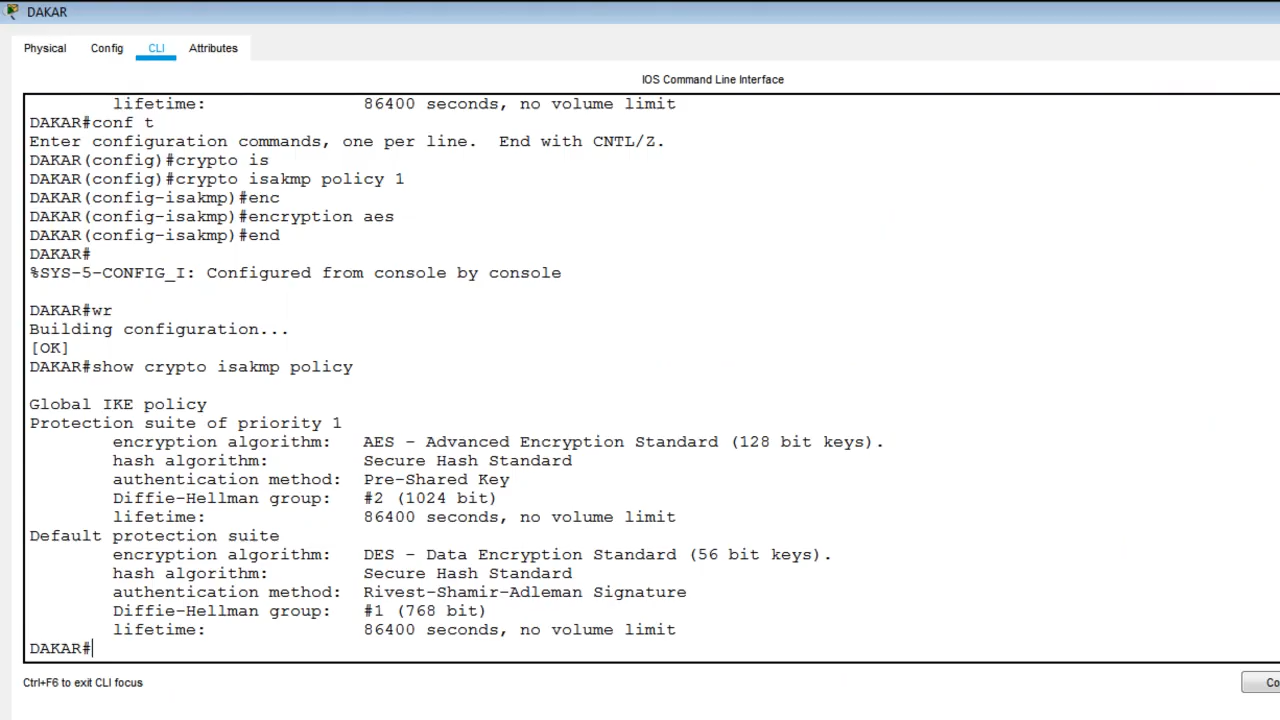 DAKAR
Physical Config CLI Attributes
IOS Command Line Interface
lifetime: 86400 seconds, no volume limit
DAKAR#conf t
Enter configuration commands, one per line. End with CNTL/Z.
DAKAR(config)#crypto is
DAKAR(config)#crypto isakmp policy 1
DAKAR(config-isakmp)#enc
DAKAR(config-isakmp)#encryption aes
DAKAR(config-isakmp)#end
DAKAR#
%SYS-5-CONFIG_I: Configured from console by console
DAKAR#wr
Building configuration...
[OK]
DAKAR#show crypto isakmp policy
Global IKE policy
Protection suite of priority 1
encryption algorithm: AES - Advanced Encryption Standard (128 bit keys).
hash algorithm: Secure Hash Standard
authentication method: Pre-Shared Key
Diffie-Hellman group: #2 (1024 bit)
lifetime: 86400 seconds, no volume limit
Default protection suite
encryption algorithm: DES - Data Encryption Standard (56 bit keys).
hash algorithm: Secure Hash Standard
authentication method: Rivest-Shamir-Adleman Signature
Diffie-Hellman group: #1 (768 bit)
lifetime: 86400 seconds, no volume limit
DAKAR#
Ctrl+F6 to exit CLI focus
Co